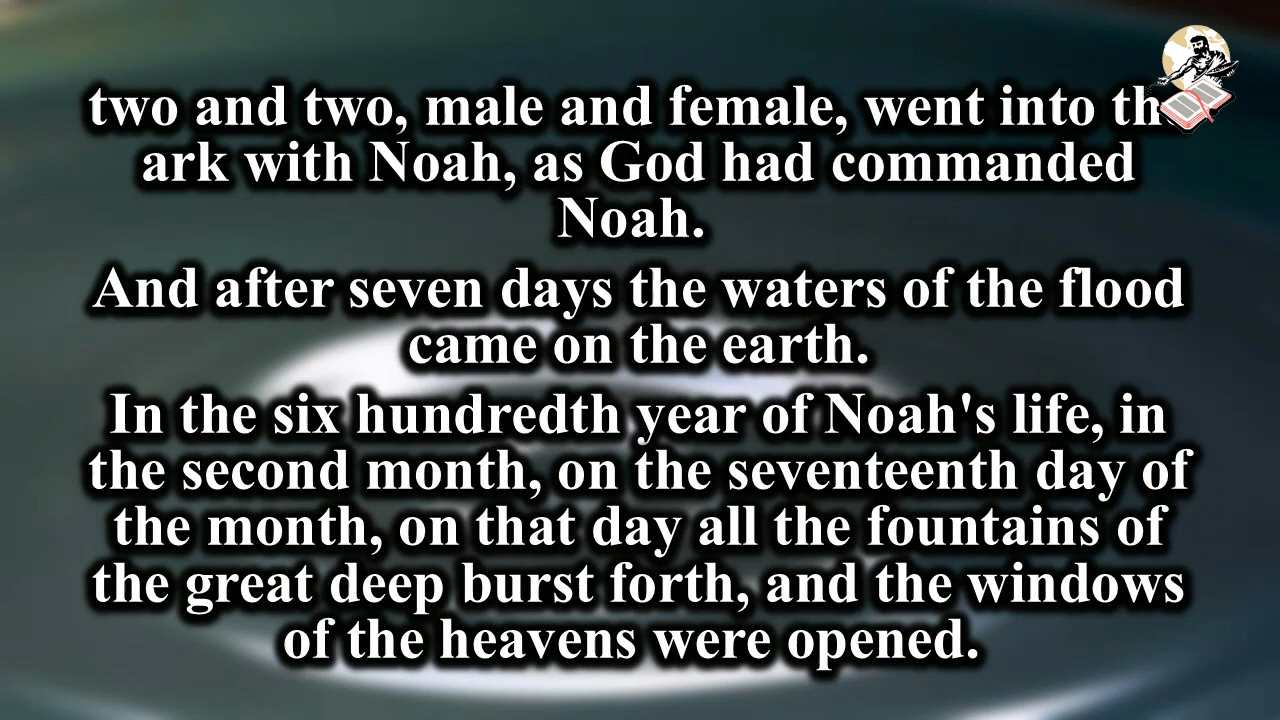 two and two, male and female, went into the
ark with Noah, as God had commanded
Noah.
And after seven days the waters of the flood
came on the earth.
In the six hundredth year of Noah's life, in
the second month, on the seventeenth day of
the month, on that day all the fountains of
the great deep burst forth, and the windows
of the heavens were opened.